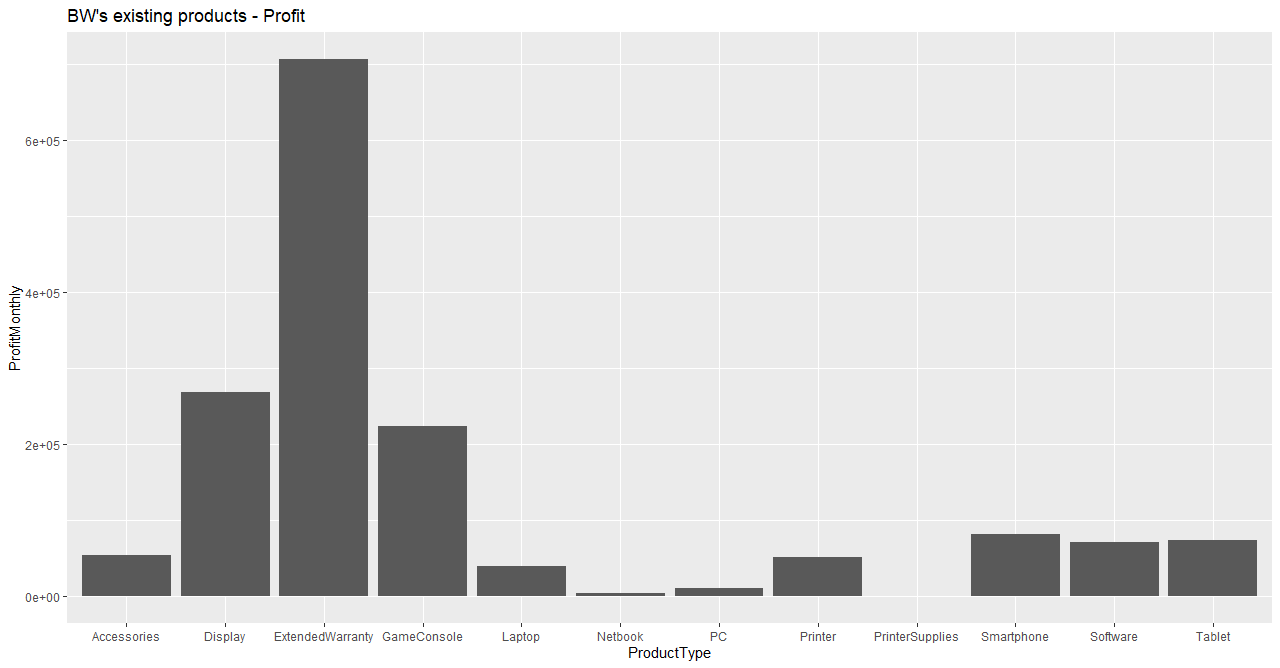 BW's existing products - Profit
ProfitMonthly
6e+05
4e+05
2e+05
0e+00
Accessories Display ExtendedWarranty GameConsole Laptop Netbook PC Printer PrinterSupplies Smartphone Software Tablet
ProductType